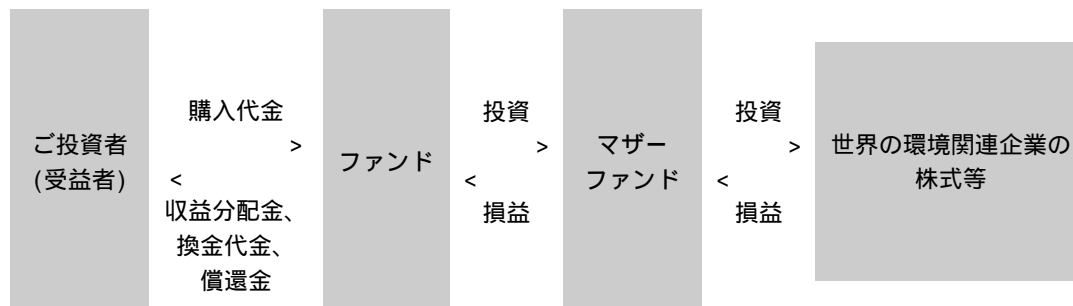 ご投資者
(受益者)
購入代金
>
<
収益分配金、
換金代金、
償還金
ファンド
投資
>
<
損益
マザー
ファンド
投資
>
<
損益
世界の環境関連企業の
株式等